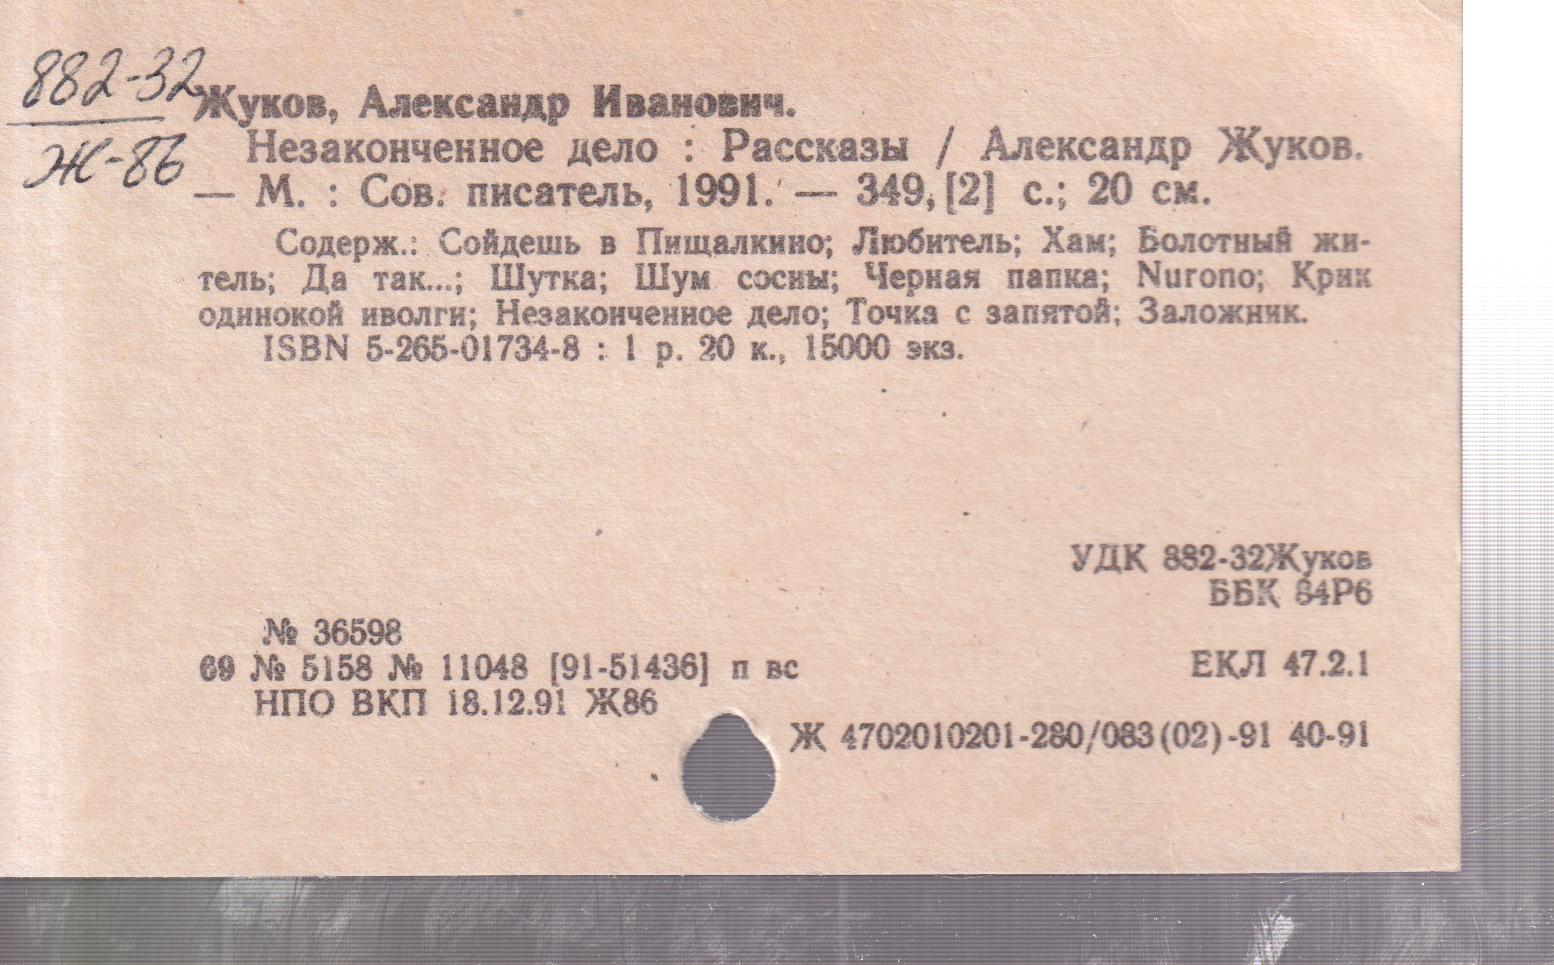 882-32
Ж-86
Жуков, Александр Иванович.
Незаконченное дело : Рассказы / Александр Жуков.
— М. : Сов. писатель, 1991. — 349, [2] с.; 20 см.
Содерж.: Сойдешь в Пищалкино; Любитель; Хам; Болотный жи-
тель; Да так...; Шутка; Шум сосны; Черная папка; Nurono; Крик
одинокой иволги; Незаконченное дело; Точка с запятой; Заложник.
ISBN 5-265-01734-8 : 1 р. 20 к., 15000 экз.
УДК 882-32Жуков
ББК 84Р6
№ 36598
69 № 5158 № 11048 [91-51436] п вс
ЕКЛ 47.2.1
НПО ВКП 18.12.91 Ж86
Ж 4702010201-280/083(02)-91 40-91